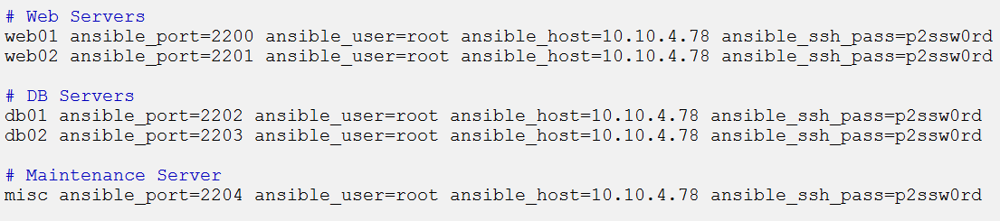 # Web Servers
web01 ansible_port=2200 ansible_user=root ansible_host=10.10.4.78 ansible_ssh_pass=p2ssw0rd
web02 ansible_port=2201 ansible_user=root ansible_host=10.10.4.78 ansible_ssh_pass=p2ssw0rd
# DB Servers
db01 ansible_port=2202 ansible_user=root ansible_host=10.10.4.78 ansible_ssh_pass=p2ssw0rd
db02 ansible_port=2203 ansible_user=root ansible_host=10.10.4.78 ansible_ssh_pass=p2ssw0rd
# Maintenance Server
misc ansible_port=2204 ansible_user=root ansible_host=10.10.4.78 ansible_ssh_pass=p2ssw0rd